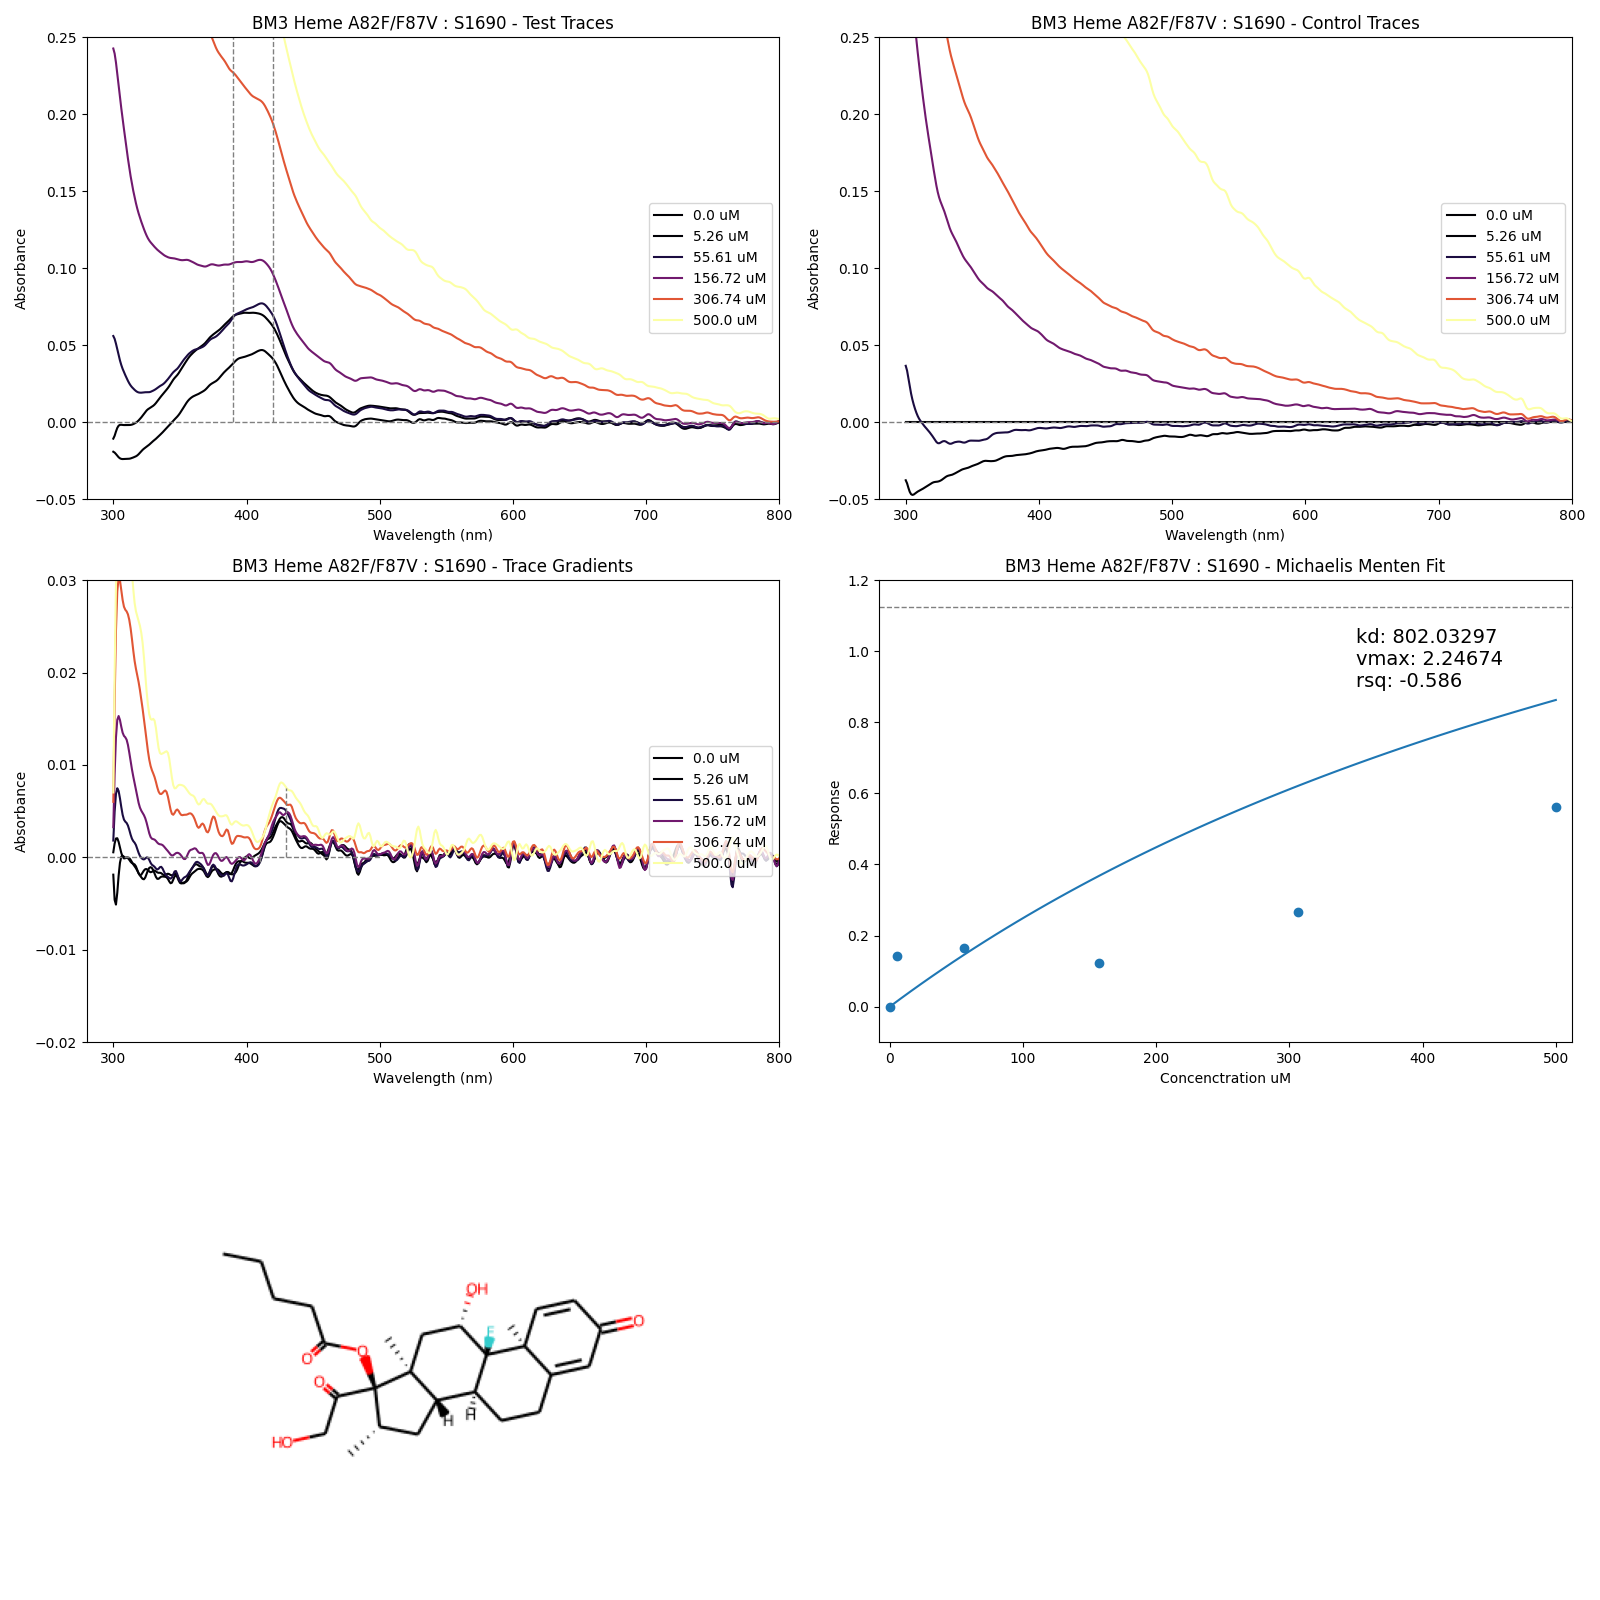 BM3 Heme A82F/F87V : S1690 - Test Traces
0.25
0.20
0.15
0.10
0.05
0.00
−0.05
Absorbance
300
400
500
600
700
800
Wavelength (nm)
0.0 uM
5.26 uM
55.61 uM
156.72 uM
306.74 uM
500.0 uM
BM3 Heme A82F/F87V : S1690 - Control Traces
0.25
0.20
0.15
0.10
0.05
0.00
−0.05
Absorbance
300
400
500
600
700
800
Wavelength (nm)
0.0 uM
5.26 uM
55.61 uM
156.72 uM
306.74 uM
500.0 uM
BM3 Heme A82F/F87V : S1690 - Trace Gradients
0.03
0.02
0.01
0.00
−0.01
−0.02
Absorbance
300
400
500
600
700
800
Wavelength (nm)
0.0 uM
5.26 uM
55.61 uM
156.72 uM
306.74 uM
500.0 uM
BM3 Heme A82F/F87V : S1690 - Michaelis Menten Fit
1.2
1.0
0.8
0.6
0.4
0.2
0.0
Response
0
100
200
300
400
500
Concenctration uM
kd: 802.03297
vmax: 2.24674
rsq: -0.586
OH
F
O
O
O
O
H
H
HO